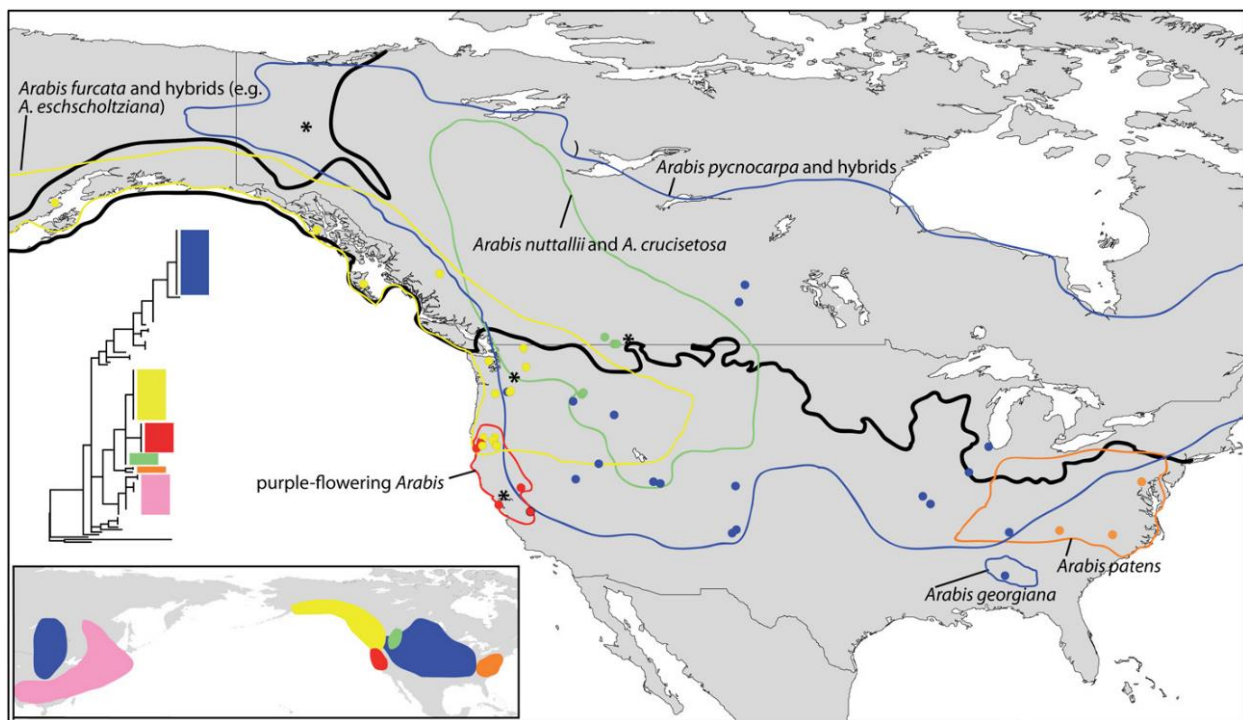 Arabis furcata and hybrids (e.g.
A. eschscholtziana)
Arabis pycnocarpa and hybrids
Arabis nuttallii and A. crucisetosa
purple-flowering Arabis
Arabis patens
Arabis georgiana